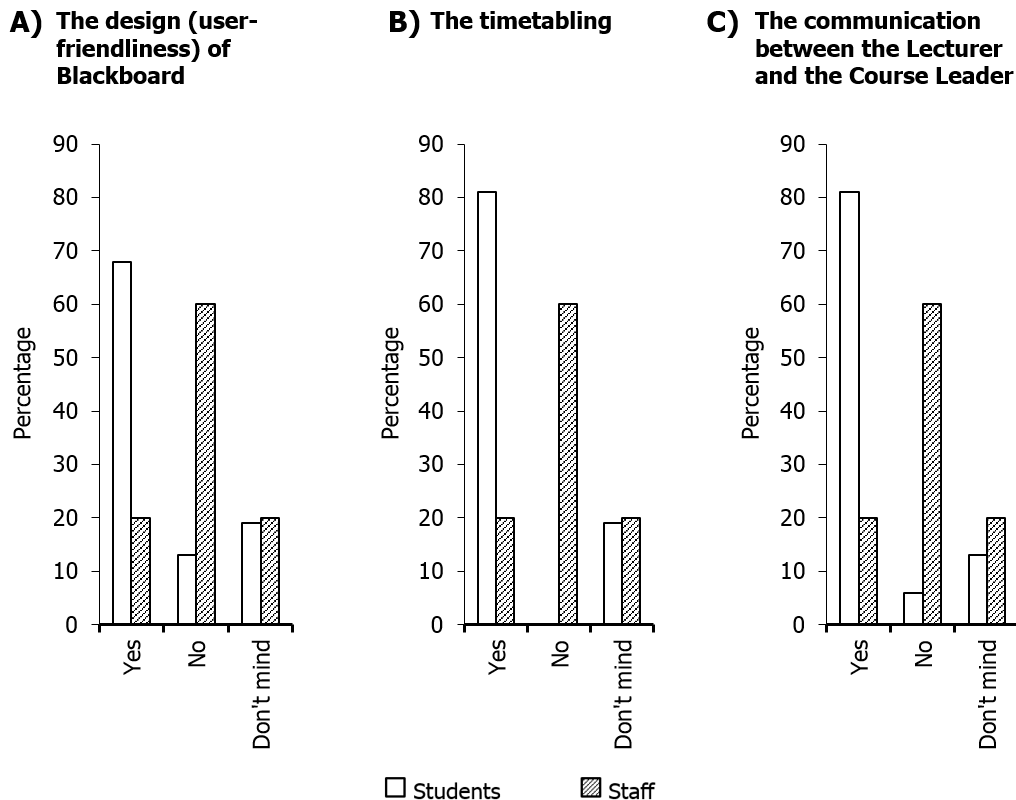 A) The design (user-
friendliness) of
Blackboard
90
80
70
60
50
40
30
20
10
0
Percentage
Yes
No
Don't mind
B) The timetabling
90
80
70
60
50
40
30
20
10
0
Percentage
Yes
No
Don't mind
C) The communication
between the Lecturer
and the Course Leader
90
80
70
60
50
40
30
20
10
0
Percentage
Yes
No
Don't mind
Students
Staff